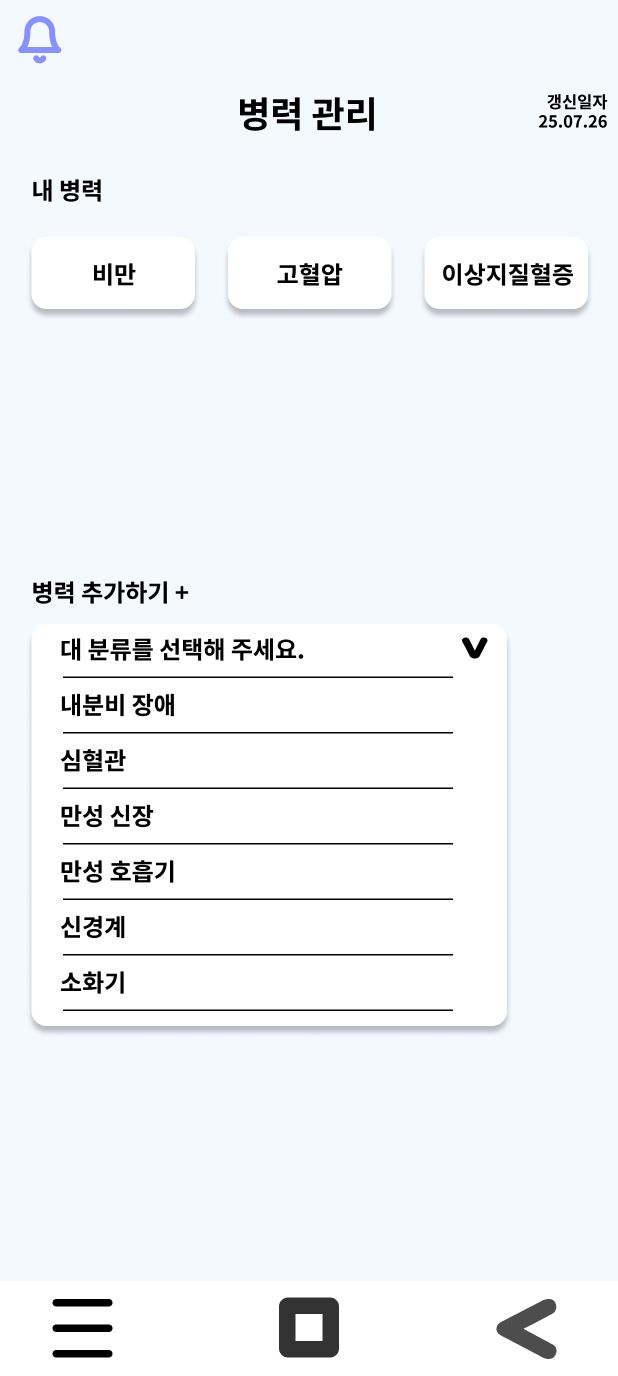 병력 관리
갱신일자
25.07.26
내 병력
비만
고혈압
이상지질혈증
병력 추가하기 +
대 분류를 선택해 주세요.
내분비 장애
심혈관
만성 신장
만성 호흡기
신경계
소화기